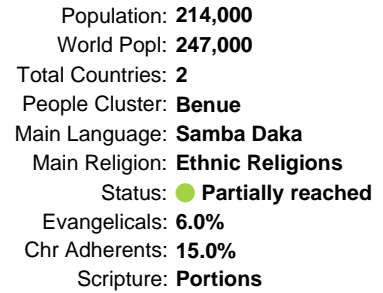 Population: 214,000
World Popl: 247,000
Total Countries: 2
People Cluster: Benue
Main Language: Samba Daka
Main Religion: Ethnic Religions
Status: Partially reached
Evangelicals: 6.0%
Chr Adherents: 15.0%
Scripture: Portions